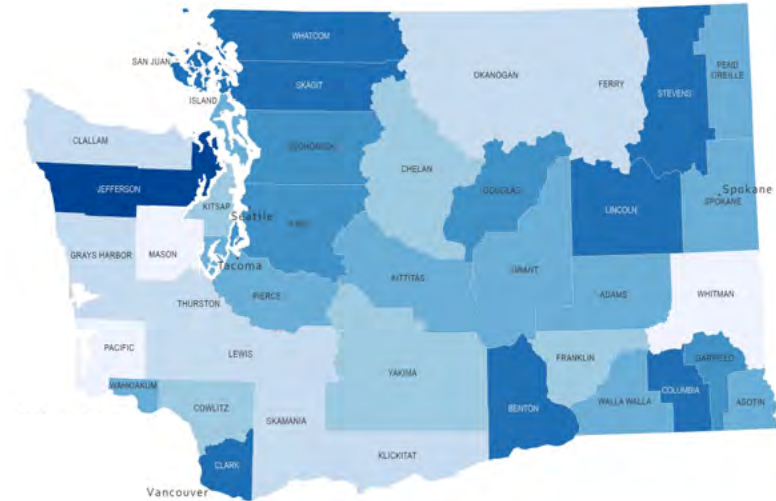 WHATCOM
SAN JUAN
SKAGIT
ISLAND
OKANOGAN
FERRY
STEVENS
PEND
OREILLE
CLALLAM
SNOHOMISH
CHELAN
JEFFERSON
KITSAP
Seattle
KING
DOUGLAS
LINCOLN
Spokane
SPOKANE
GRAYS HARBOR
MASON
Tacoma
THURSTON
PIERCE
KITTITAS
GRANT
ADAMS
WHITMAN
PACIFIC
LEWIS
YAKIMA
FRANKLIN
GARFIELD
WAHKIAKUM
COWLITZ
SKAMANIA
BENTON
WALLA WALLA
COLUMBIA
ASOTIN
CLARK
KLICKITAT
Vancouver